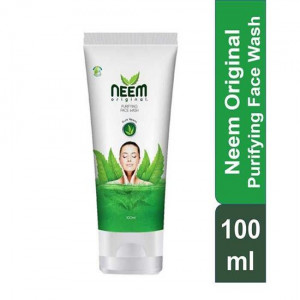 NEEM
original
PURIFYING
FACE WASH
Neem Original
Purifying Face Wash
100
ml